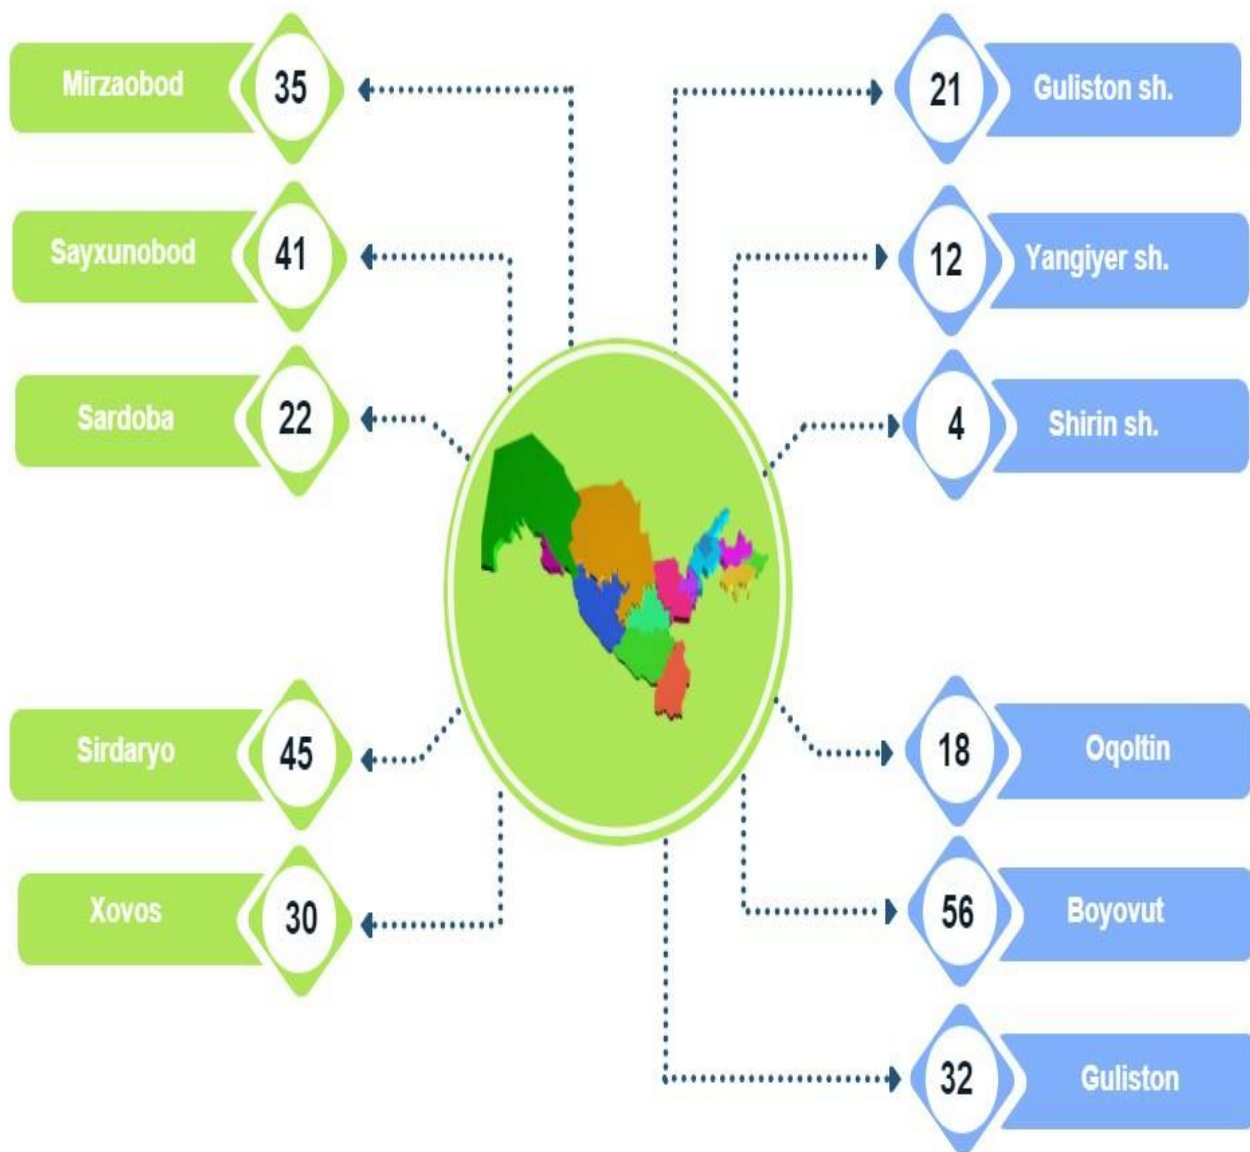 Mirzaobod
35
Sayxunobod
41
Sardoba
22
Sirdaryo
45
Xovos
30
21
Guliston sh.
12
Yangiyer sh.
4
Shirin sh.
18
Oqoltin
56
Boyovut
32
Guliston